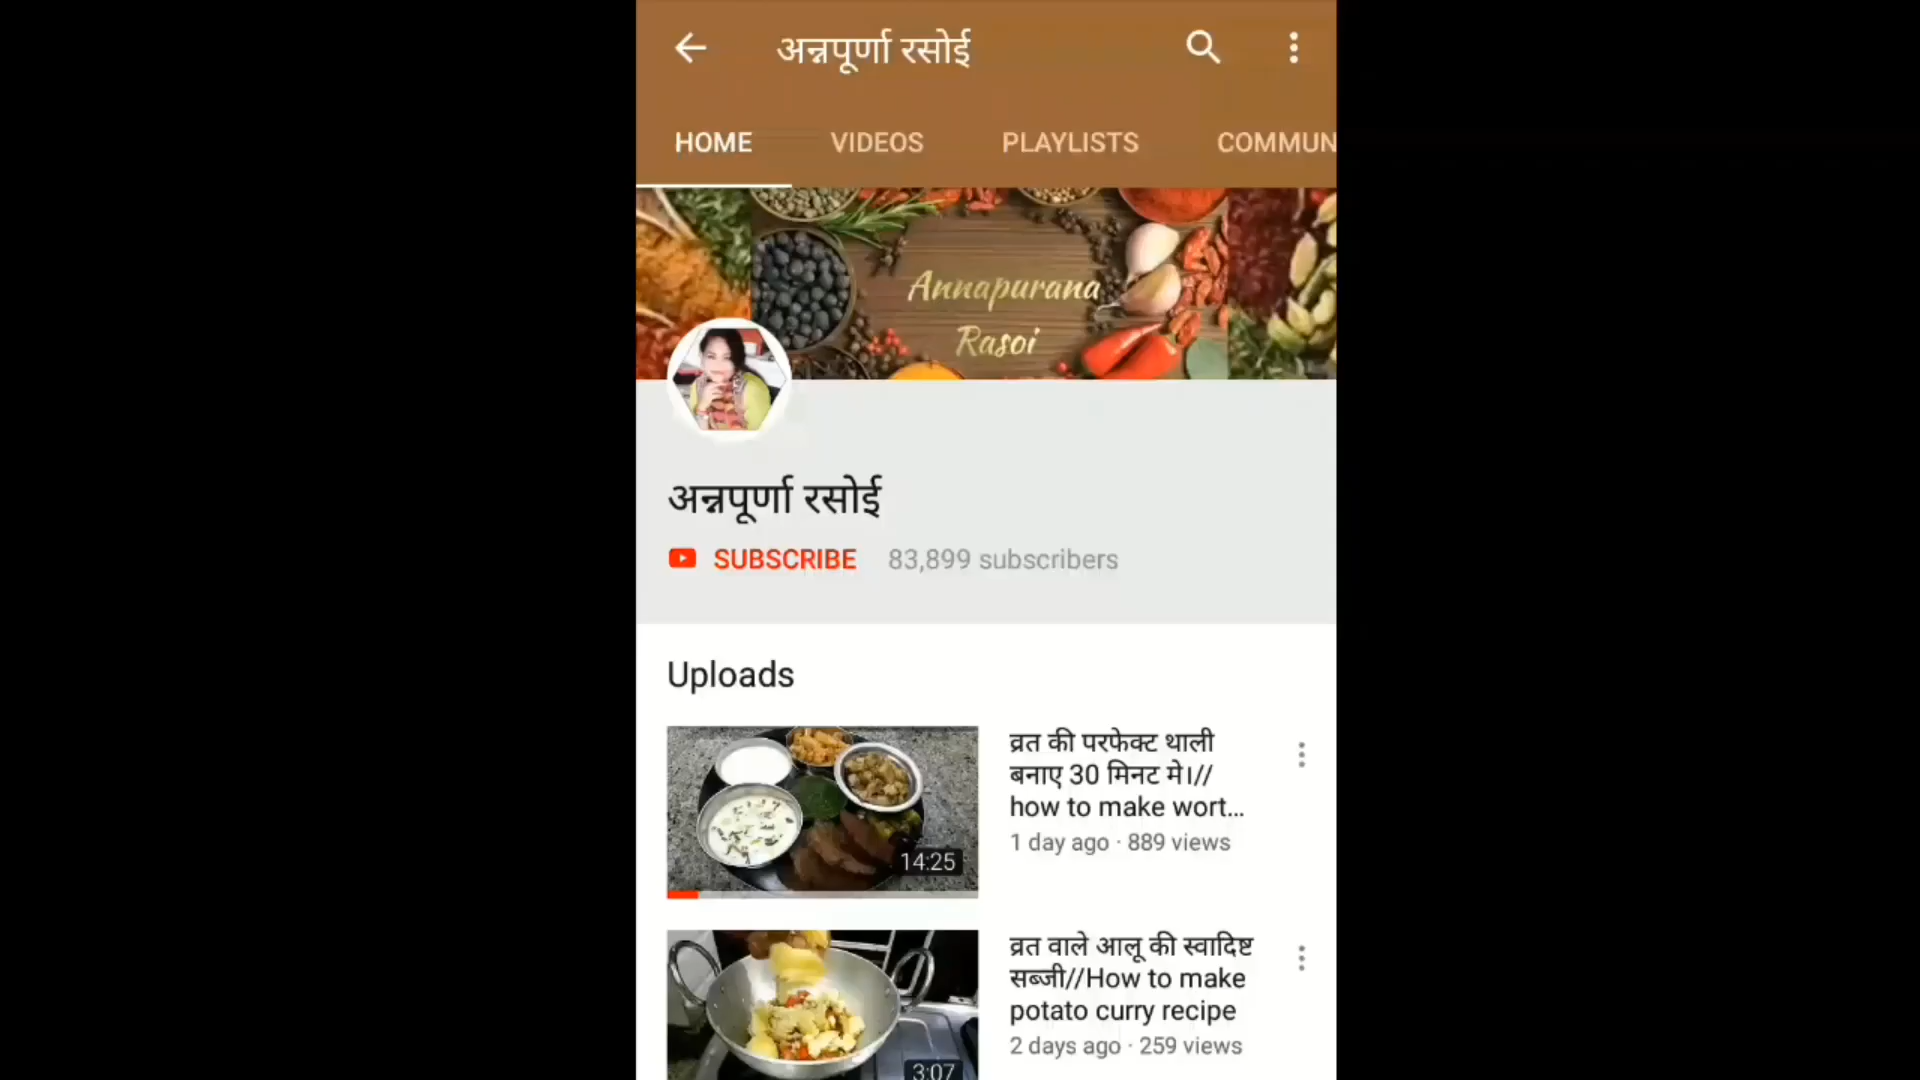 अन्नपूर्णा रसोई
HOME VIDEOS PLAYLISTS COMMUN
Annapurana
Rasoi
अन्नपूर्णा रसोई
SUBSCRIBE 83,899 subscribers
Uploads
व्रत की परफेक्ट थाली
बनाए 30 मिनट मे।//
how to make wort...
1 day ago · 889 views
14:25
व्रत वाले आलू की स्वादिष्ट
सब्जी//How to make
potato curry recipe
2 days ago · 259 views
3:07